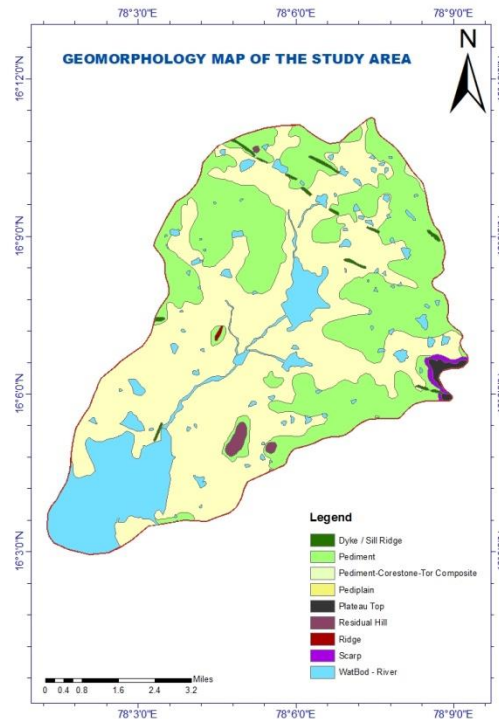 78°3'0"E 78°6'0"E 78°9'0"E
GEOMORPHOLOGY MAP OF THE STUDY AREA
N
16°12'0"N
16°9'0"N
16°6'0"N
16°3'0"N
Legend
Dyke / Sill Ridge
Pediment
Pediment-Corestone-Tor Composite
Pediplain
Plateau Top
Residual Hill
Ridge
Scarp
WatBod - River
Miles
0 0.4 0.8 1.6 2.4 3.2
78°3'0"E 78°6'0"E 78°9'0"E